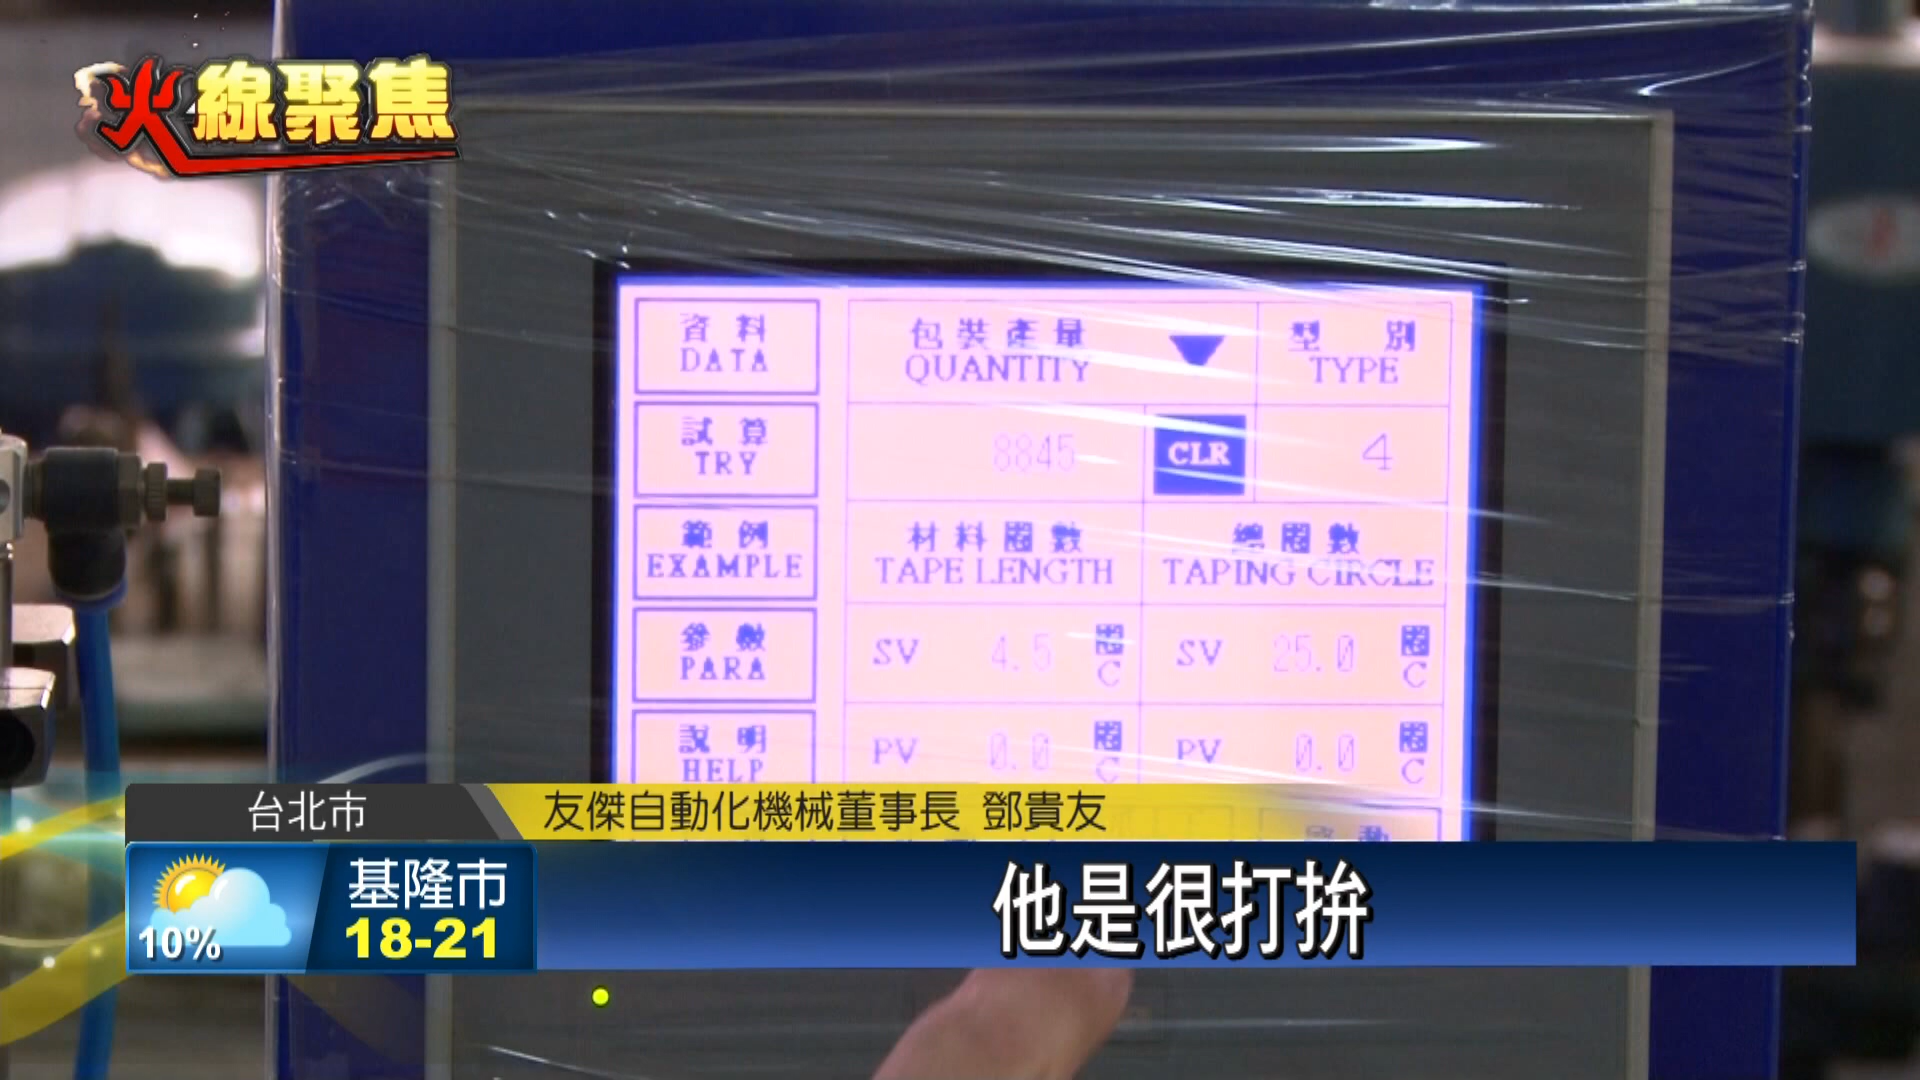 火線聚焦
資料
DATA
包裝產量
QUANTITY
型別
TYPE
試算
TRY
8845
CLR
4
範例
EXAMPLE
材料圈數
TAPE LENGTH
總圈數
TAPING CIRCLE
參數
PARA
SV 4.5 圈
C
SV 25.0 圈
C
說明
HELP
PV 0.0 圈
C
PV 0.0 圈
C
啟動
台北市
友傑自動化機械董事長 鄧貴友
基隆市
10%
18-21
他是很打拚